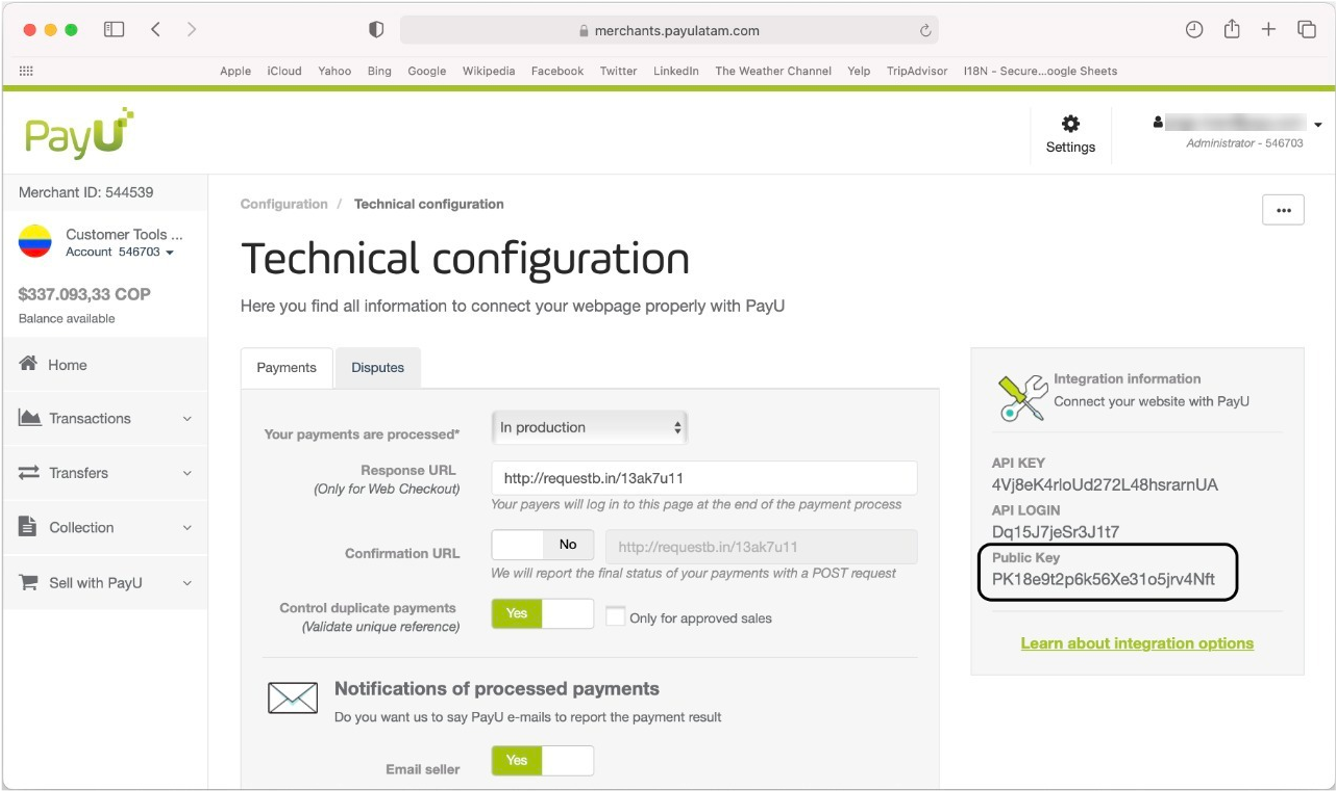 merchants.payulatam.com
Apple iCloud Yahoo Bing Google Wikipedia Facebook Twitter LinkedIn The Weather Channel Yelp TripAdvisor I18N - Secure...oogle Sheets
PayU
Settings
Administrator - 546703
Merchant ID: 544539
Customer Tools ...
Account 546703
$337.093,33 COP
Balance available
Home
Transactions
Transfers
Collection
Sell with PayU
Configuration / Technical configuration
...
Technical configuration
Here you find all information to connect your webpage properly with PayU
Payments Disputes
Your payments are processed* In production
Response URL
(Only for Web Checkout)
http://requestb.in/13ak7u11
Your payers will log in to this page at the end of the payment process
Confirmation URL No http://requestb.in/13ak7u11
We will report the final status of your payments with a POST request
Control duplicate payments
(Validate unique reference)
Yes Only for approved sales
Notifications of processed payments
Do you want us to say PayU e-mails to report the payment result
Email seller Yes
Integration information
Connect your website with PayU
API KEY
4Vj8eK4rloUd272L48hsrarnUA
API LOGIN
Dq15J7jeSr3J1t7
Public Key
PK18e9t2p6k56Xe31o5jrv4Nft
Learn about integration options